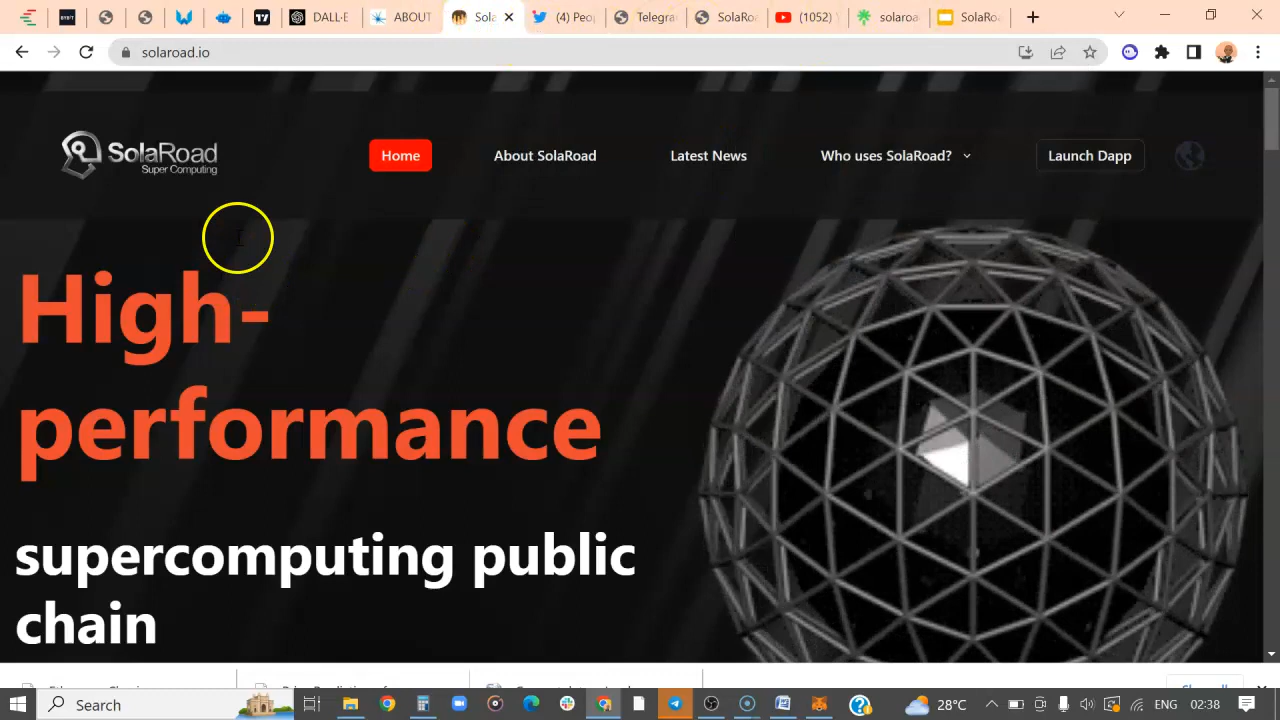 DALL·E
ABOUT
Sola
(4) Peo
Telegra
SolaRo
(1052)
solaroa
SolaRo
solaroad.io
SolaRoad
Super Computing
Home
About SolaRoad
Latest News
Who uses SolaRoad?
Launch Dapp
High-
performance
supercomputing public
chain
Search
28°C
ENG
02:38